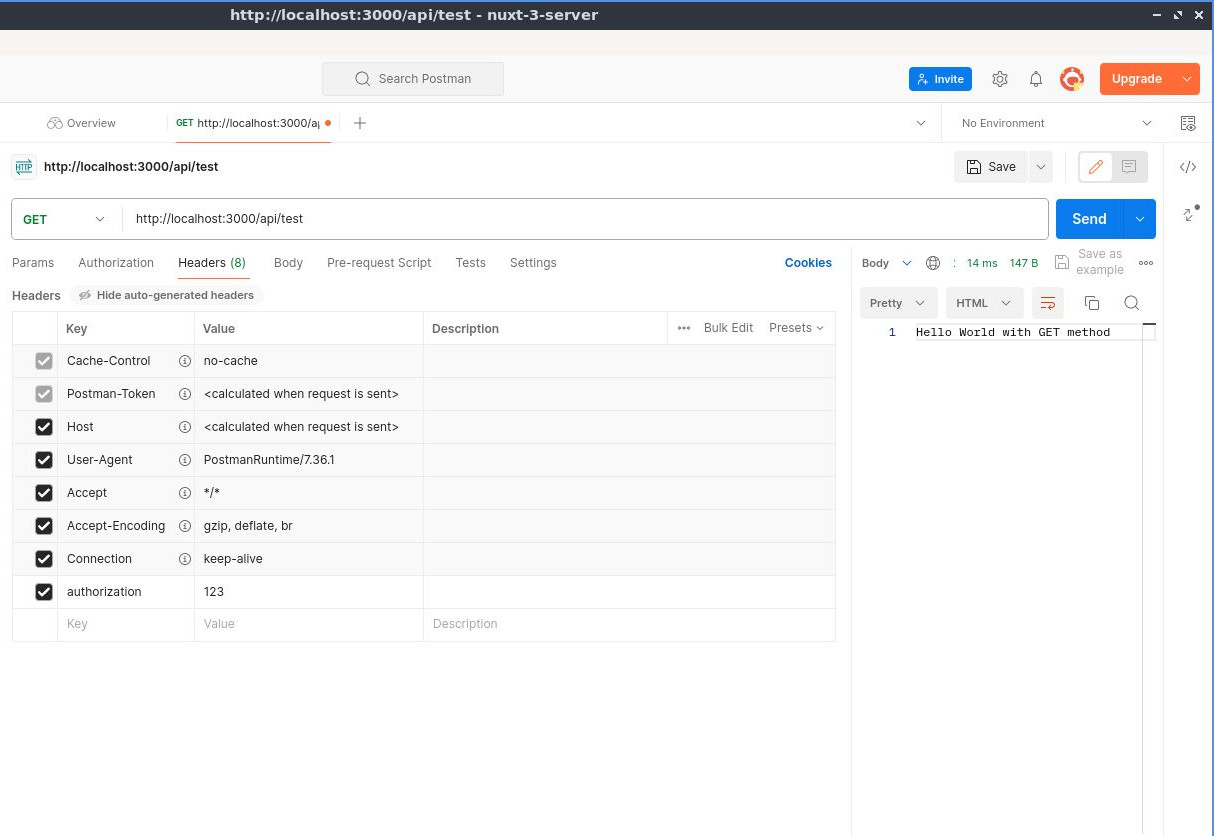 http://localhost:3000/api/test - nuxt-3-server
Search Postman
Invite
Upgrade
Overview
GET http://localhost:3000/a
No Environment
HTTP
http://localhost:3000/api/test
Save
GET
http://localhost:3000/api/test
Send
Params Authorization Headers (8) Body Pre-request Script Tests Settings Cookies
Headers Hide auto-generated headers
Key Value Description Bulk Edit Presets
Cache-Control no-cache
Postman-Token <calculated when request is sent>
Host <calculated when request is sent>
User-Agent PostmanRuntime/7.36.1
Accept */*
Accept-Encoding gzip, deflate, br
Connection keep-alive
authorization 123
Key Value Description
Body : 14 ms 147 B Save as example
Pretty HTML
1 Hello World with GET method